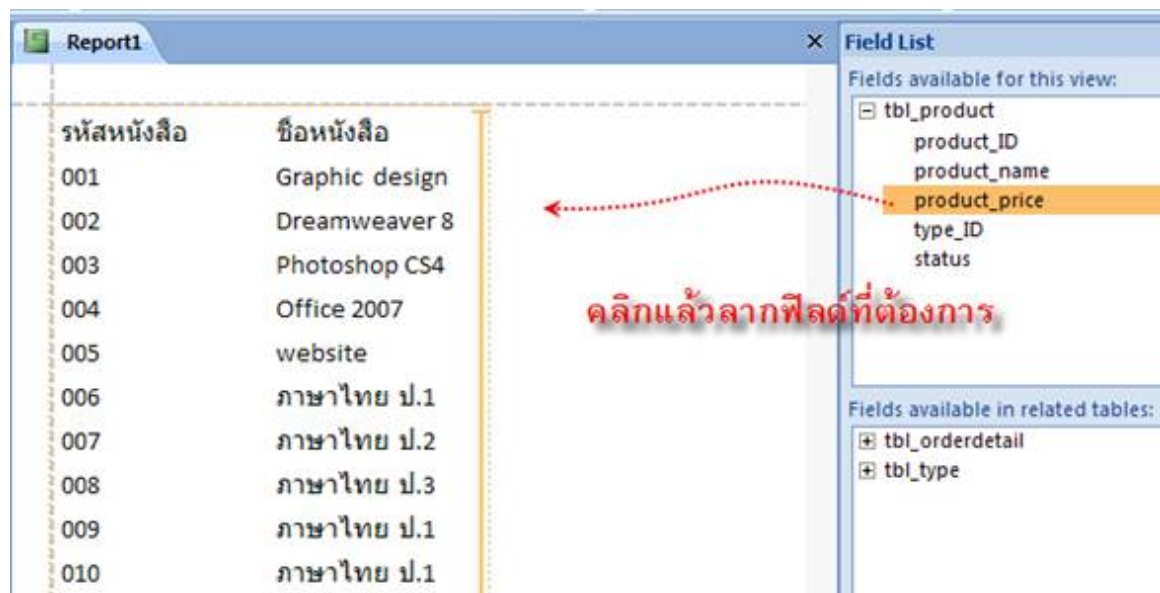 Report1
รหัสหนังสือ ชื่อหนังสือ
001 Graphic design
002 Dreamweaver 8
003 Photoshop CS4
004 Office 2007
005 website
006 ภาษาไทย ป.1
007 ภาษาไทย ป.2
008 ภาษาไทย ป.3
009 ภาษาไทย ป.1
010 ภาษาไทย ป.1
คลิกแล้วลากฟิลด์ที่ต้องการ
Field List
Fields available for this view:
tbl_product
product_ID
product_name
product_price
type_ID
status
Fields available in related tables:
tbl_orderdetail
tbl_type